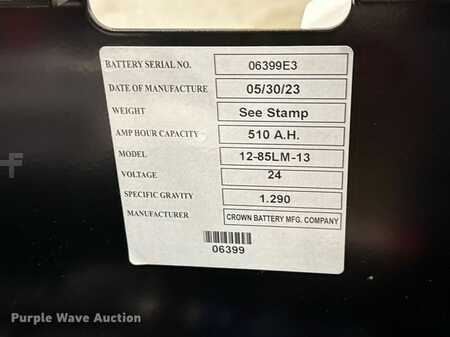 BATTERY SERIAL NO. 06399E3
DATE OF MANUFACTURE 05/30/23
WEIGHT See Stamp
AMP HOUR CAPACITY 510 A.H.
MODEL 12-85LM-13
VOLTAGE 24
SPECIFIC GRAVITY 1.290
MANUFACTURER CROWN BATTERY MFG. COMPANY
06399
Purple Wave Auction